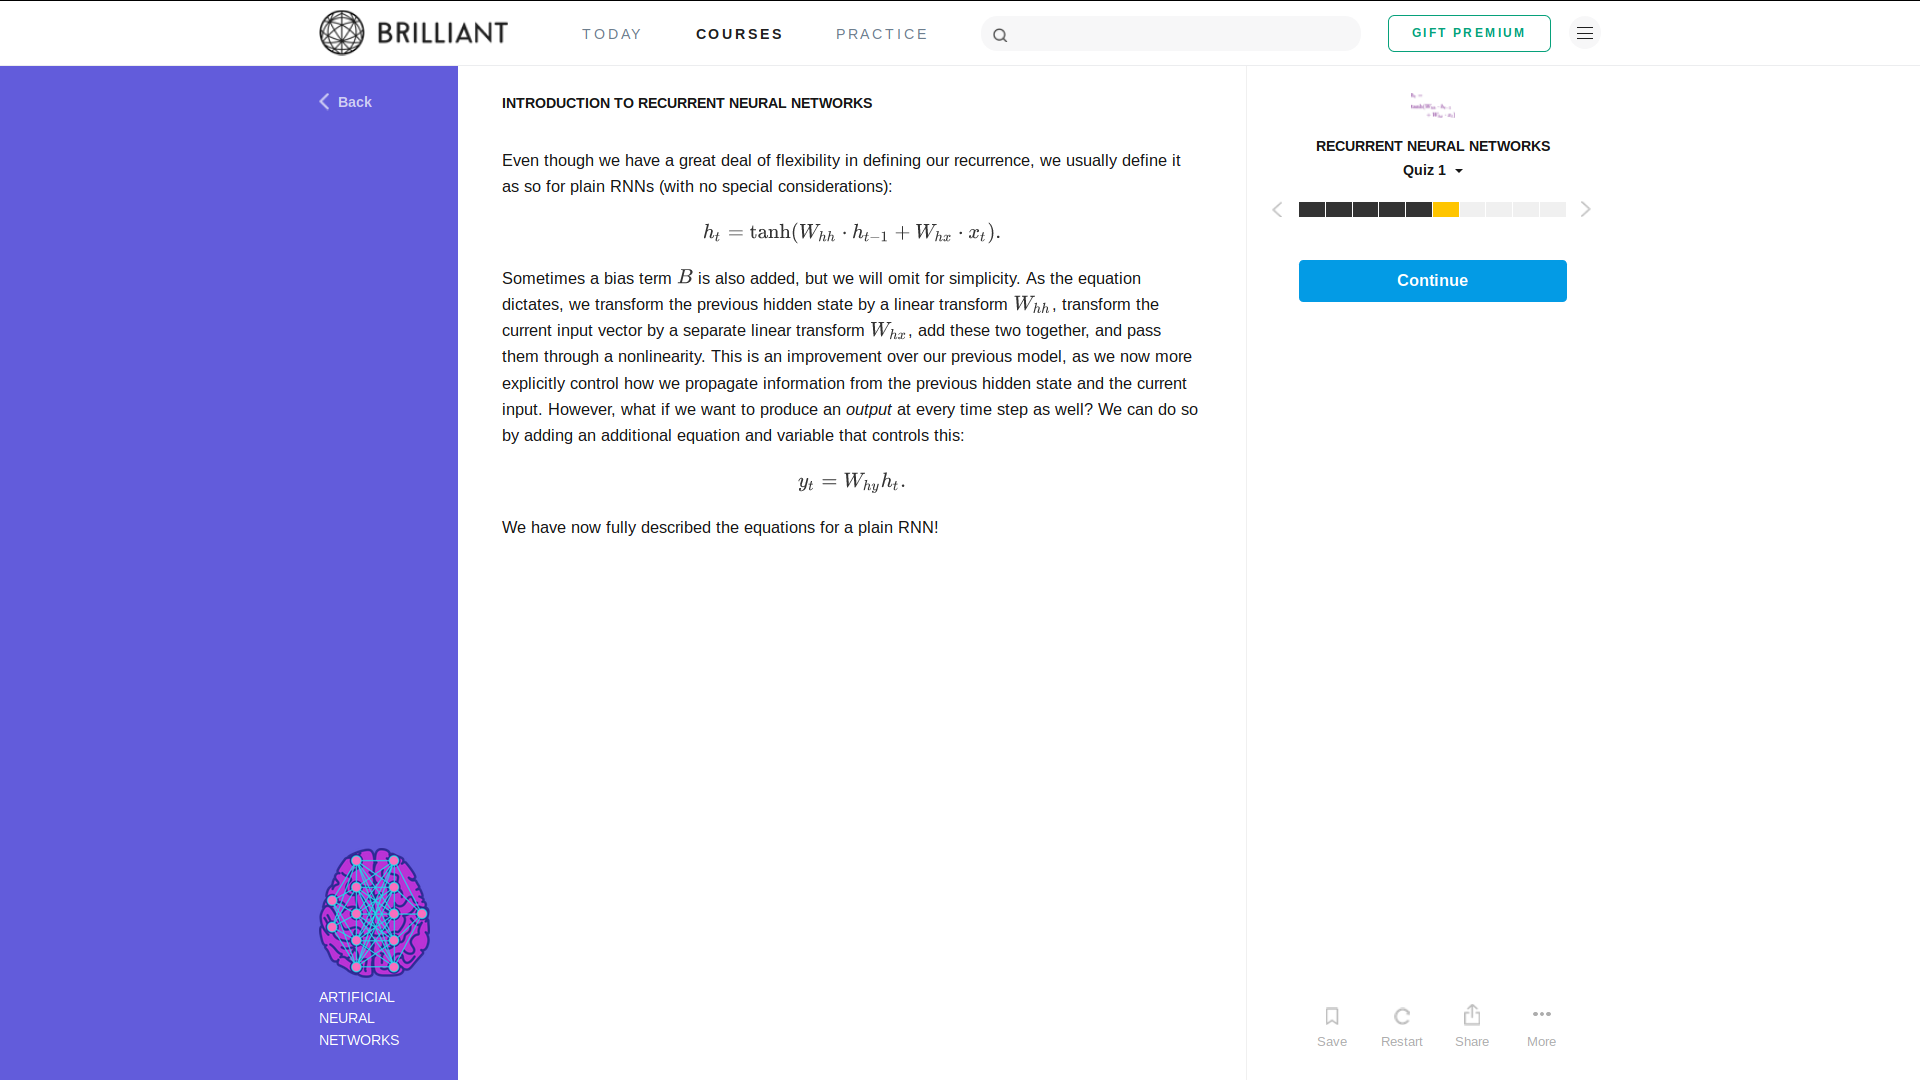 BRILLIANT
TODAY
COURSES
PRACTICE
GIFT PREMIUM
Back
INTRODUCTION TO RECURRENT NEURAL NETWORKS
Even though we have a great deal of flexibility in defining our recurrence, we usually define it
as so for plain RNNs (with no special considerations):
h_t = tanh(W_{hh} · h_{t−1} + W_{hx} · x_t).
Sometimes a bias term B is also added, but we will omit for simplicity. As the equation
dictates, we transform the previous hidden state by a linear transform W_{hh}, transform the
current input vector by a separate linear transform W_{hx}, add these two together, and pass
them through a nonlinearity. This is an improvement over our previous model, as we now more
explicitly control how we propagate information from the previous hidden state and the current
input. However, what if we want to produce an output at every time step as well? We can do so
by adding an additional equation and variable that controls this:
y_t = W_{hy}h_t.
We have now fully described the equations for a plain RNN!
ARTIFICIAL
NEURAL
NETWORKS
h_t =
tanh(W_{hh} · h_{t−1}
+ W_{hx} · x_t)
RECURRENT NEURAL NETWORKS
Quiz 1
Continue
Save
Restart
Share
More